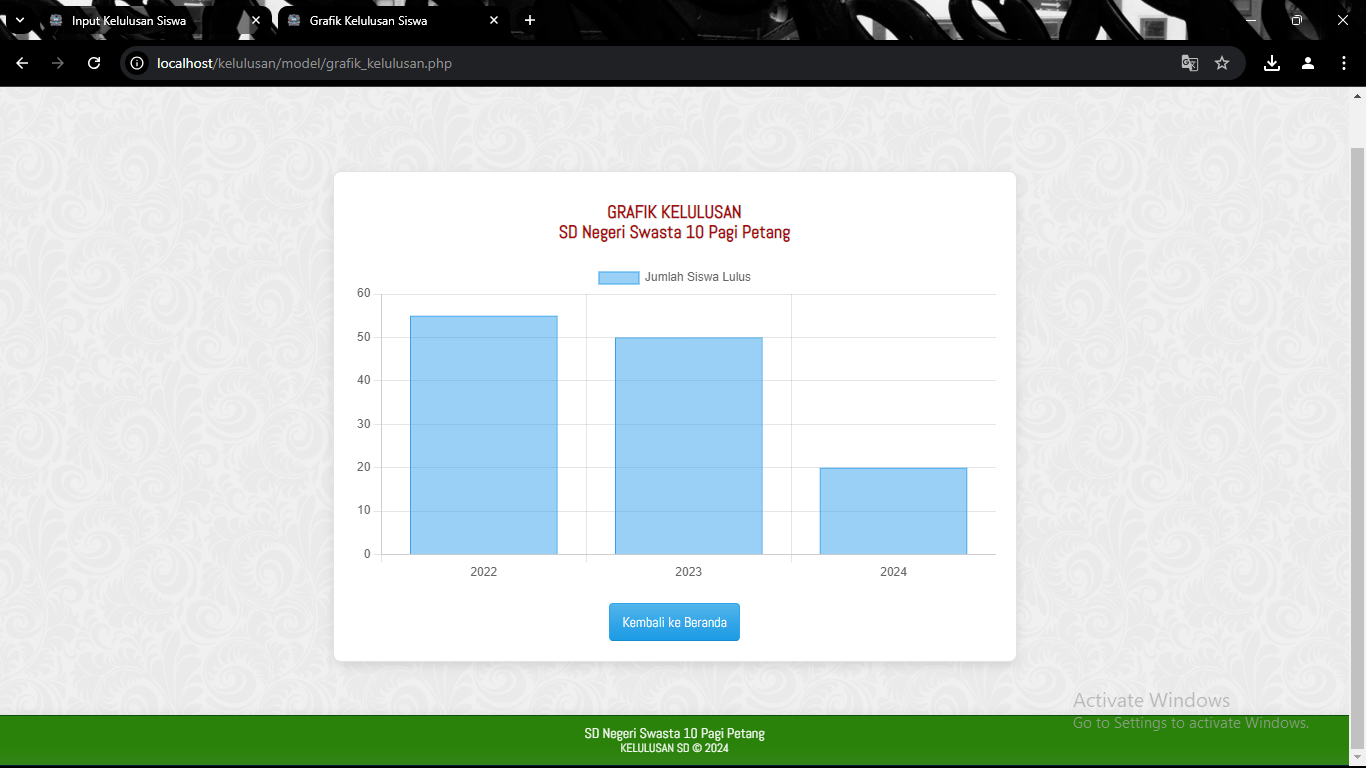 Input Kelulusan Siswa
Grafik Kelulusan Siswa
localhost/kelulusan/model/grafik_kelulusan.php
GRAFIK KELULUSAN
SD Negeri Swasta 10 Pagi Petang
Jumlah Siswa Lulus
60
50
40
30
20
10
0
2022 2023 2024
Kembali ke Beranda
Activate Windows
Go to Settings to activate Windows.
SD Negeri Swasta 10 Pagi Petang
KELULUSAN SD © 2024